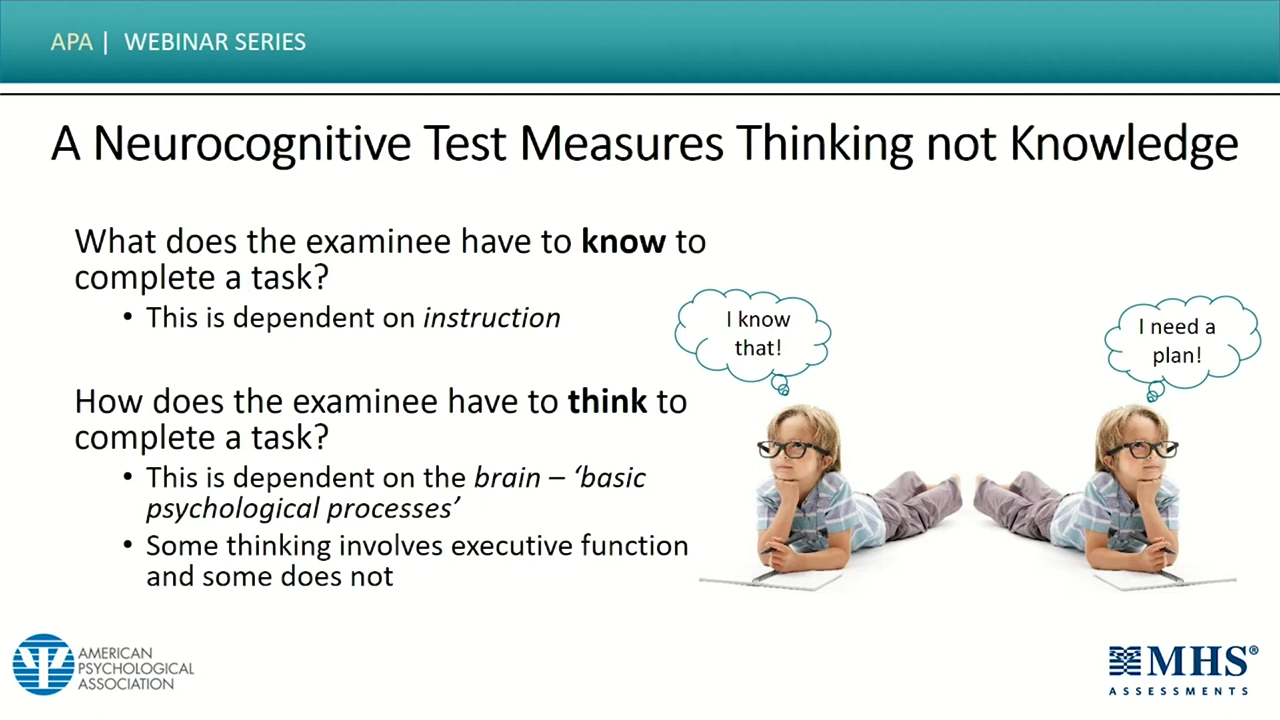 APA | WEBINAR SERIES
A Neurocognitive Test Measures Thinking not Knowledge
What does the examinee have to know to
complete a task?
• This is dependent on instruction
How does the examinee have to think to
complete a task?
• This is dependent on the brain – ‘basic
psychological processes’
• Some thinking involves executive function
and some does not
I know
that!
I need a
plan!
AMERICAN
PSYCHOLOGICAL
ASSOCIATION
MHS®
ASSESSMENTS